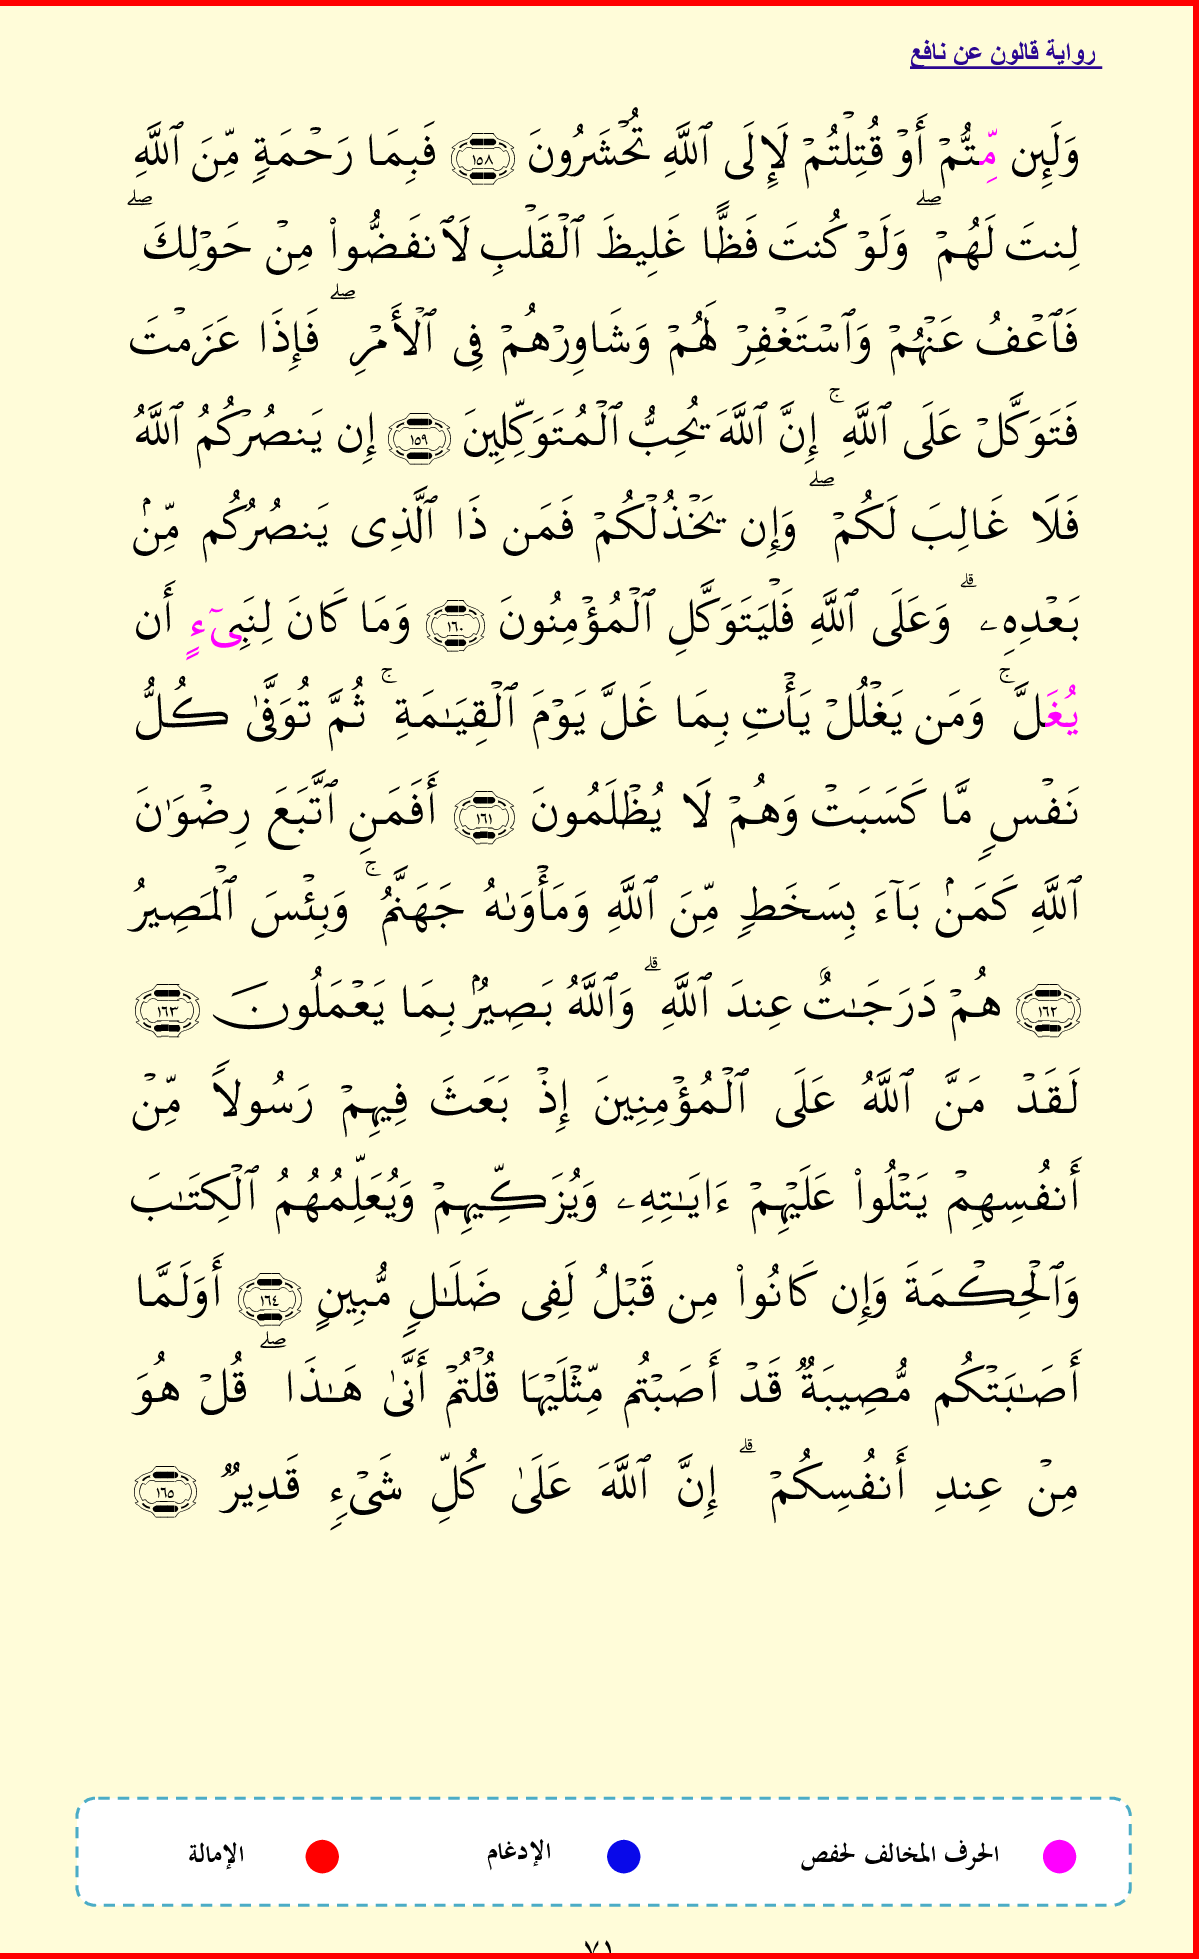 رواية قالون عن نافع
وَلَئِن مِّتُّمْ أَوْ قُتِلْتُمْ لَإِلَى ٱللَّهِ تُحْشَرُونَ ١٥٨ فَبِمَا رَحْمَةٍ مِّنَ ٱللَّهِ
لِنتَ لَهُمْ ۖ وَلَوْ كُنتَ فَظًّا غَلِيظَ ٱلْقَلْبِ لَٱنفَضُّوا۟ مِنْ حَوْلِكَ ۖ
فَٱعْفُ عَنْهُمْ وَٱسْتَغْفِرْ لَهُمْ وَشَاوِرْهُمْ فِى ٱلْأَمْرِ ۖ فَإِذَا عَزَمْتَ
فَتَوَكَّلْ عَلَى ٱللَّهِ ۚ إِنَّ ٱللَّهَ يُحِبُّ ٱلْمُتَوَكِّلِينَ ١٥٩ إِن يَنصُرْكُمُ ٱللَّهُ
فَلَا غَالِبَ لَكُمْ ۖ وَإِن يَخْذُلْكُمْ فَمَن ذَا ٱلَّذِى يَنصُرُكُم مِّنۢ
بَعْدِهِۦ ۗ وَعَلَى ٱللَّهِ فَلْيَتَوَكَّلِ ٱلْمُؤْمِنُونَ ١٦٠ وَمَا كَانَ لِنَبِىٓءٍ أَن
يُغَلَّ ۚ وَمَن يَغْلُلْ يَأْتِ بِمَا غَلَّ يَوْمَ ٱلْقِيَـٰمَةِ ۚ ثُمَّ تُوَفَّىٰ كُلُّ
نَفْسٍ مَّا كَسَبَتْ وَهُمْ لَا يُظْلَمُونَ ١٦١ أَفَمَنِ ٱتَّبَعَ رِضْوَٰنَ
ٱللَّهِ كَمَنۢ بَآءَ بِسَخَطٍ مِّنَ ٱللَّهِ وَمَأْوَىٰهُ جَهَنَّمُ ۚ وَبِئْسَ ٱلْمَصِيرُ
١٦٢ هُمْ دَرَجَـٰتٌ عِندَ ٱللَّهِ ۗ وَٱللَّهُ بَصِيرٌۢ بِمَا يَعْمَلُونَ ١٦٣
لَقَدْ مَنَّ ٱللَّهُ عَلَى ٱلْمُؤْمِنِينَ إِذْ بَعَثَ فِيهِمْ رَسُولًا مِّنْ
أَنفُسِهِمْ يَتْلُوا۟ عَلَيْهِمْ ءَايَـٰتِهِۦ وَيُزَكِّيهِمْ وَيُعَلِّمُهُمُ ٱلْكِتَـٰبَ
وَٱلْحِكْمَةَ وَإِن كَانُوا۟ مِن قَبْلُ لَفِى ضَلَـٰلٍ مُّبِينٍ ١٦٤ أَوَلَمَّا
أَصَـٰبَتْكُم مُّصِيبَةٌ قَدْ أَصَبْتُم مِّثْلَيْهَا قُلْتُمْ أَنَّىٰ هَـٰذَا ۖ قُلْ هُوَ
مِنْ عِندِ أَنفُسِكُمْ ۗ إِنَّ ٱللَّهَ عَلَىٰ كُلِّ شَىْءٍ قَدِيرٌ ١٦٥
الحرف المخالف لحفص الإدغام الإمالة
٧١